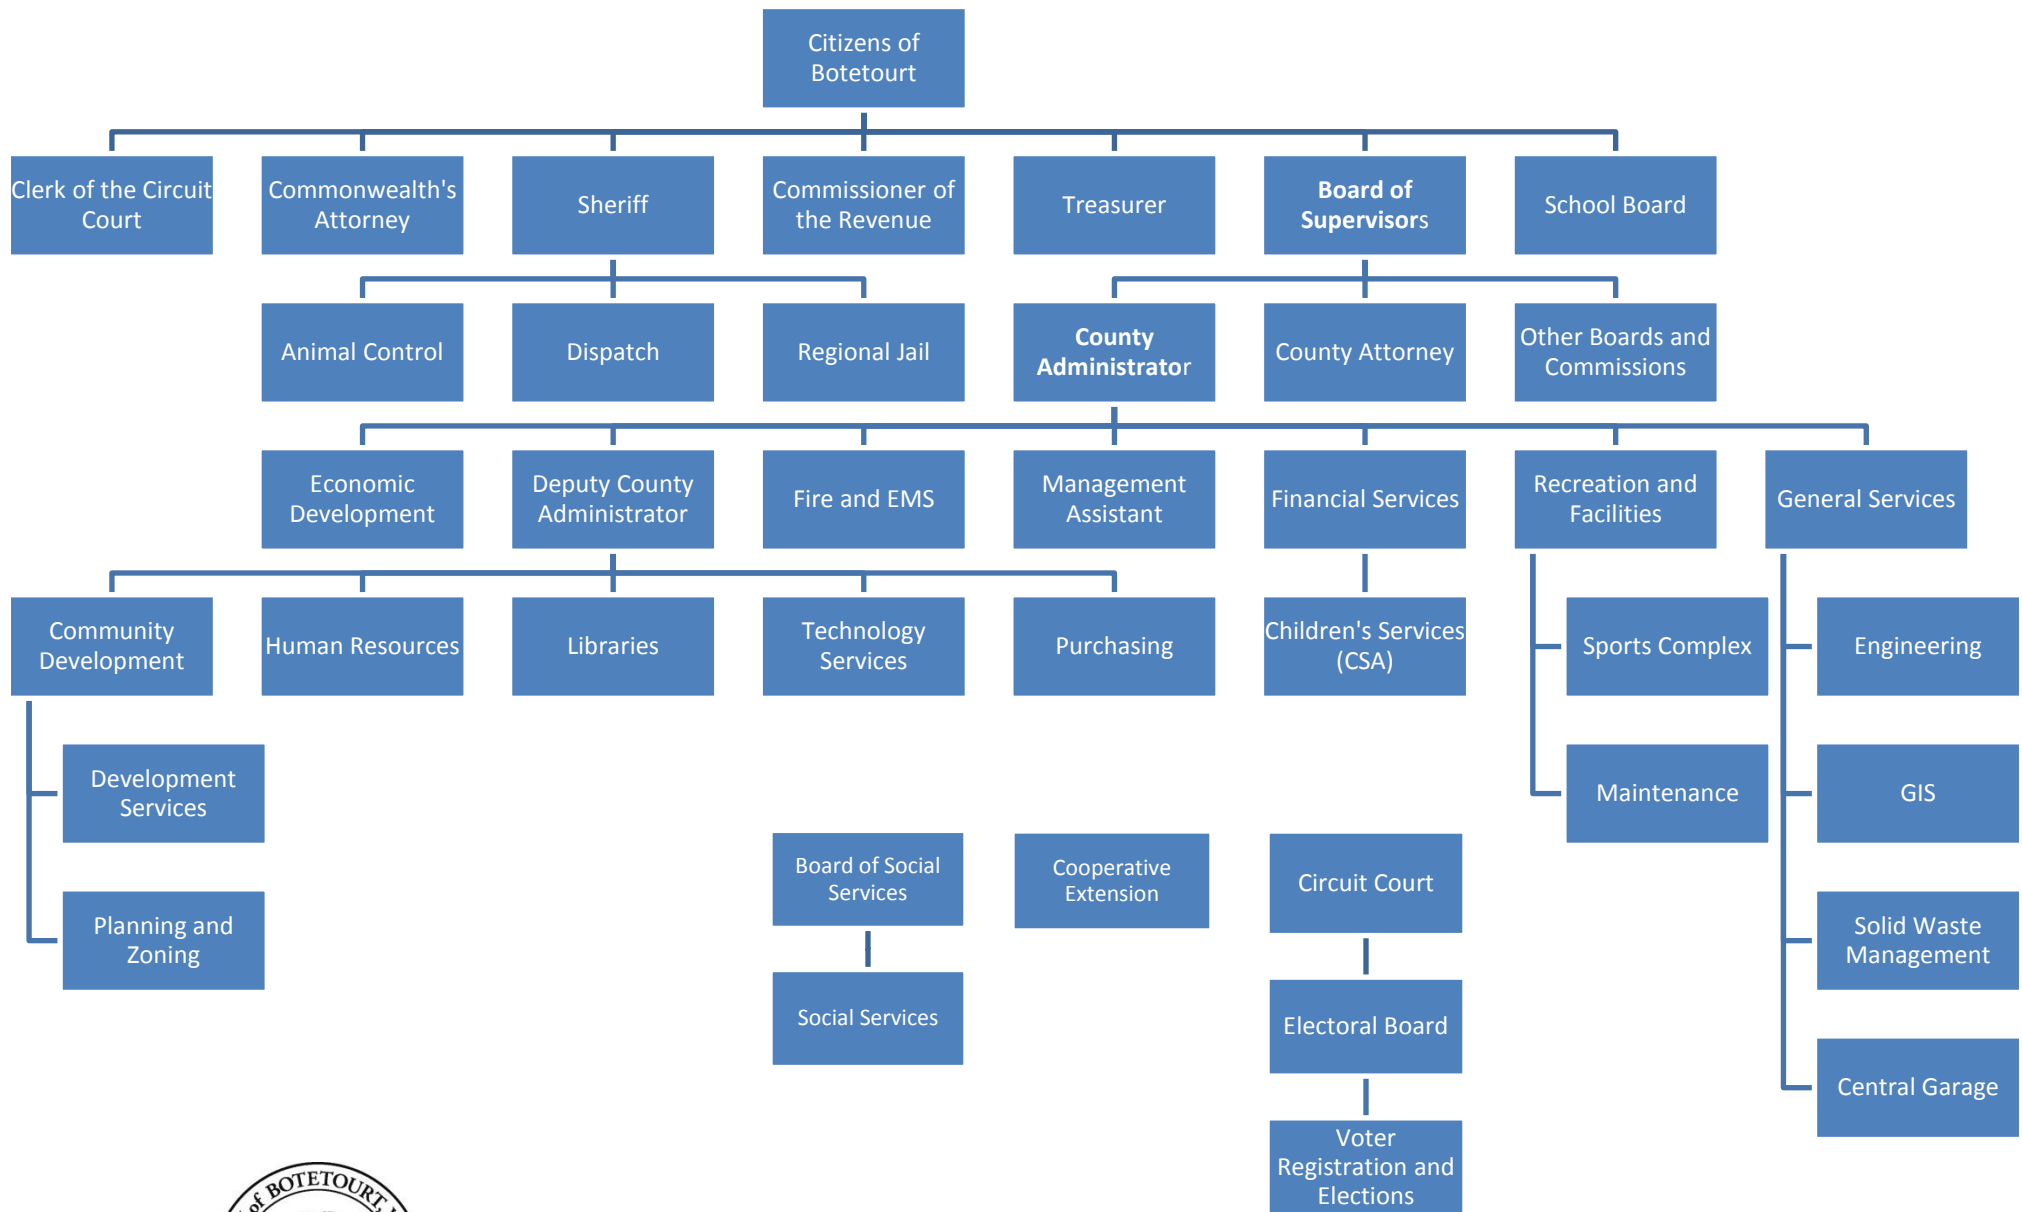 Citizens of
Botetourt
Clerk of the Circuit
Court
Commonwealth's
Attorney
Sheriff
Commissioner of
the Revenue
Treasurer
Board of
Supervisors
School Board
Animal Control
Dispatch
Regional Jail
County
Administrator
County Attorney
Other Boards and
Commissions
Economic
Development
Deputy County
Administrator
Fire and EMS
Management
Assistant
Financial Services
Recreation and
Facilities
General Services
Community
Development
Human Resources
Libraries
Technology
Services
Purchasing
Children's Services
(CSA)
Sports Complex
Engineering
Development
Services
Maintenance
GIS
Board of Social
Services
Cooperative
Extension
Circuit Court
Planning and
Zoning
Solid Waste
Management
Social Services
Electoral Board
Central Garage
Voter
Registration and
Elections
of BOTETOURT,